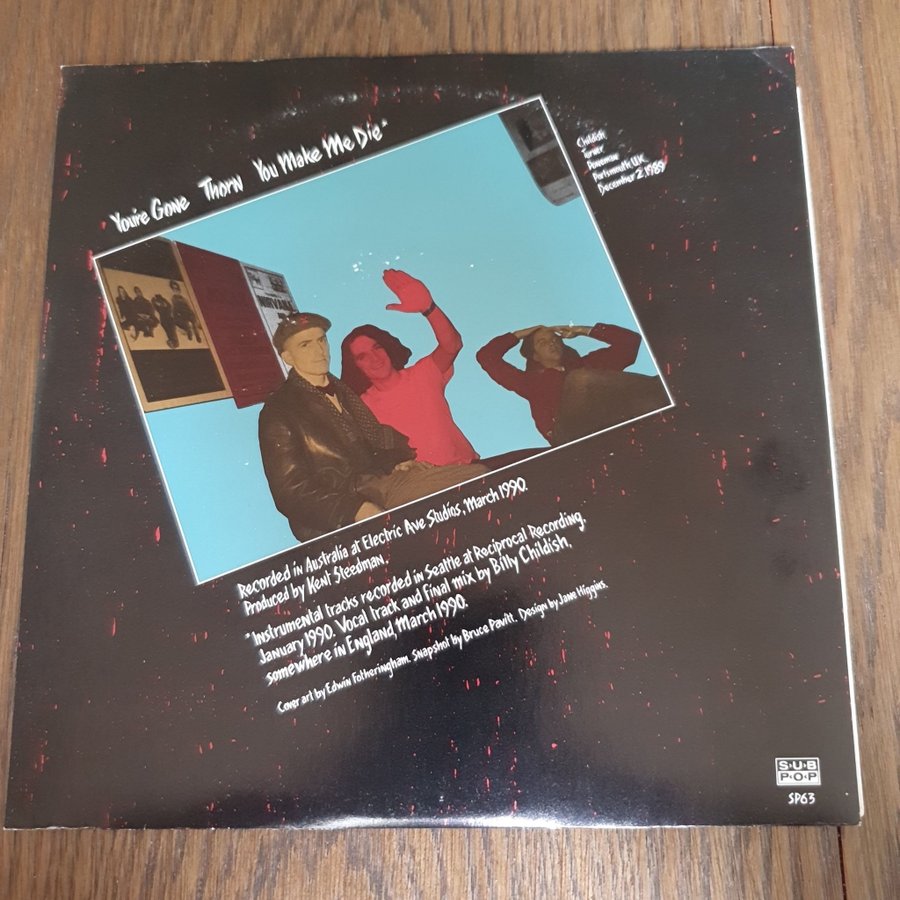 You're Gone Thorn You Make Me Die*
Childish
Turner
Powerman
Portsmouth UK
December 2, 1989
NIRVANA
Recorded in Australia at Electric Ave Studios, March 1990.
Produced by Kent Steedman.
*Instrumental tracks recorded in Seattle at Reciprocal Recording,
January 1990. Vocal track and final mix by Billy Childish,
somewhere in England, March 1990.
Cover art by Edwin Fotheringham. Snapshot by Bruce Pavitt. Design by Jane Higgins.
SUB
POP
SP63